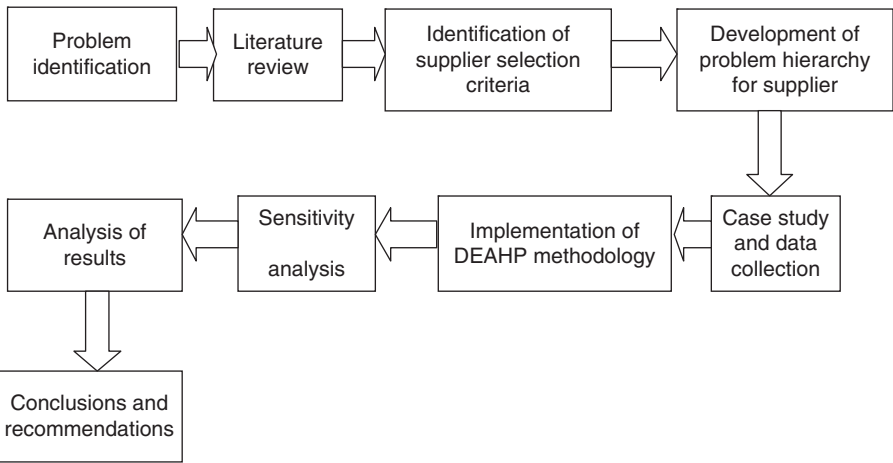 Problem
identification
Literature
review
Identification of
supplier selection
criteria
Development of
problem hierarchy
for supplier
Case study
and data
collection
Implementation of
DEAHP methodology
Sensitivity
analysis
Analysis of
results
Conclusions and
recommendations